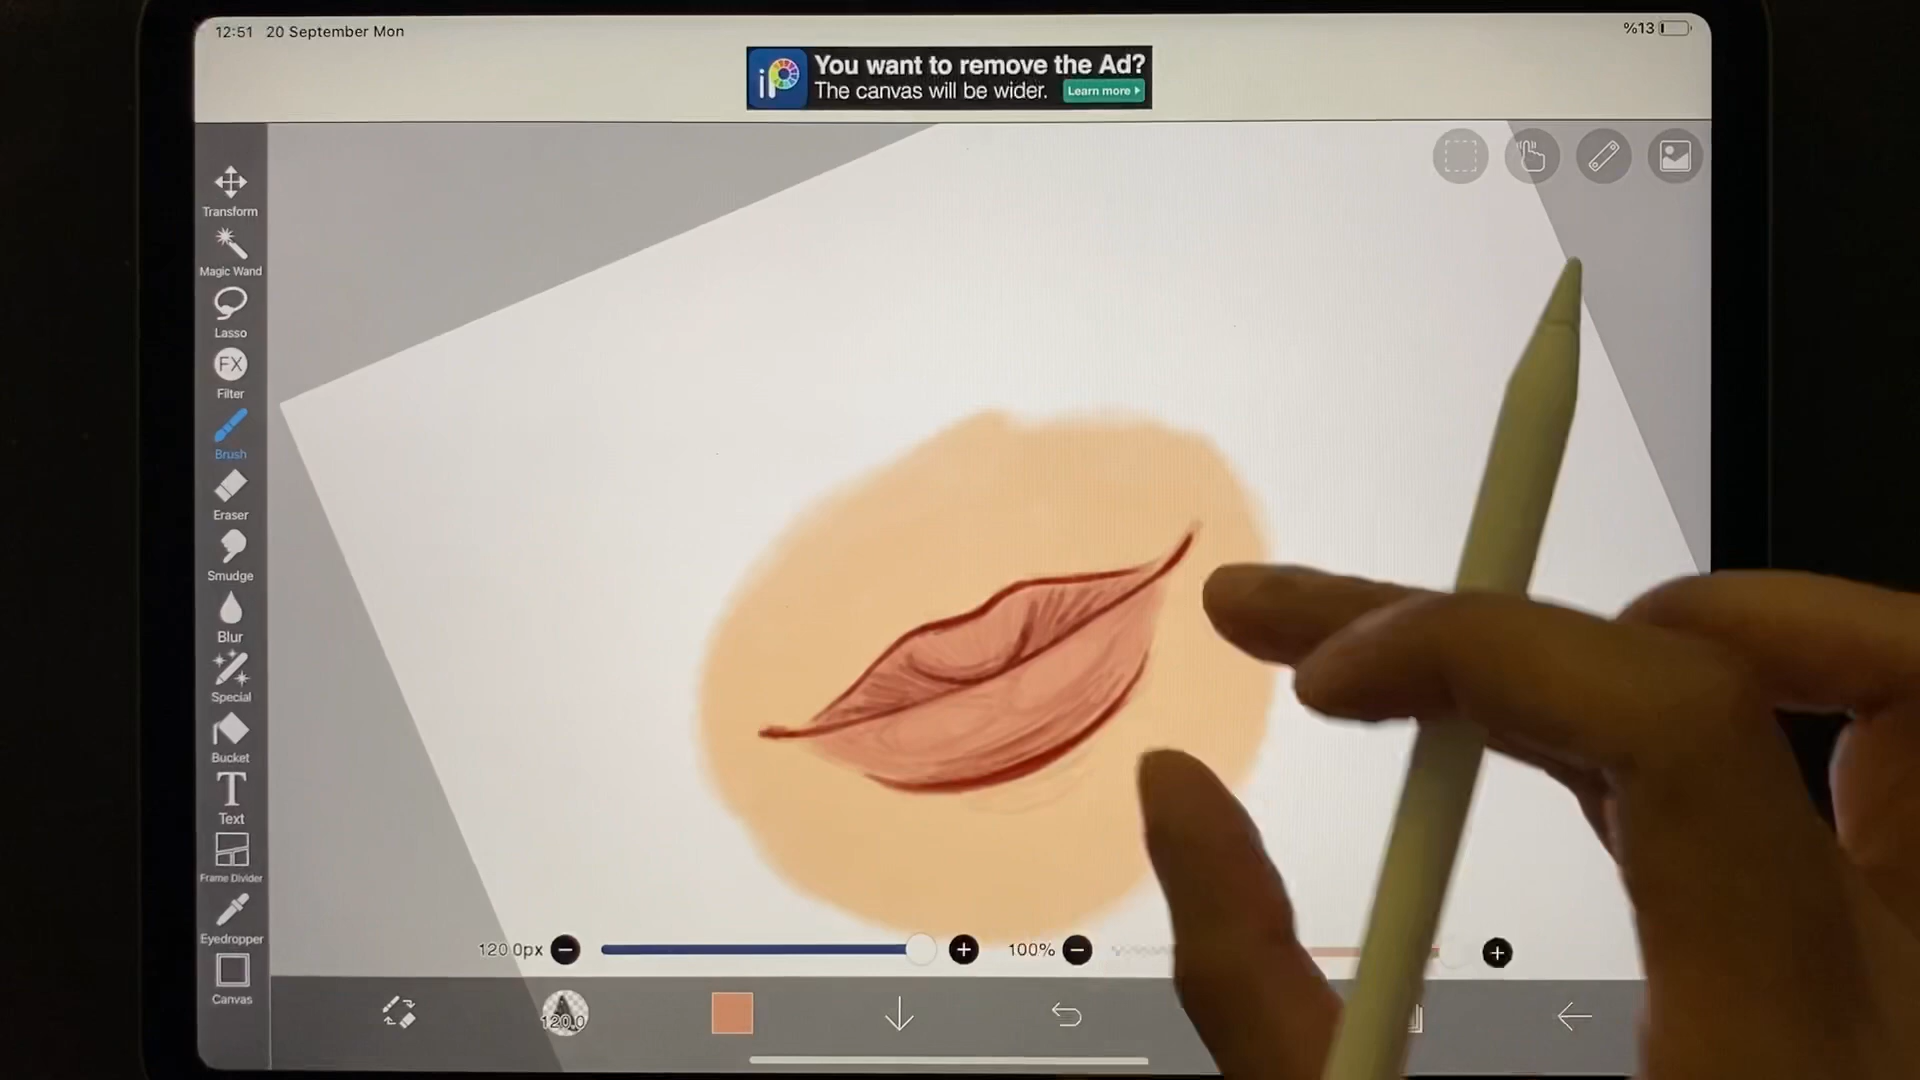 12:51 20 September Mon
%13
iP
You want to remove the Ad?
The canvas will be wider.
Learn more
Transform
Magic Wand
Lasso
FX
Filter
Brush
Eraser
Smudge
Blur
Special
Bucket
T
Text
Frame Divider
Eyedropper
Canvas
120.0px
100%
120.0